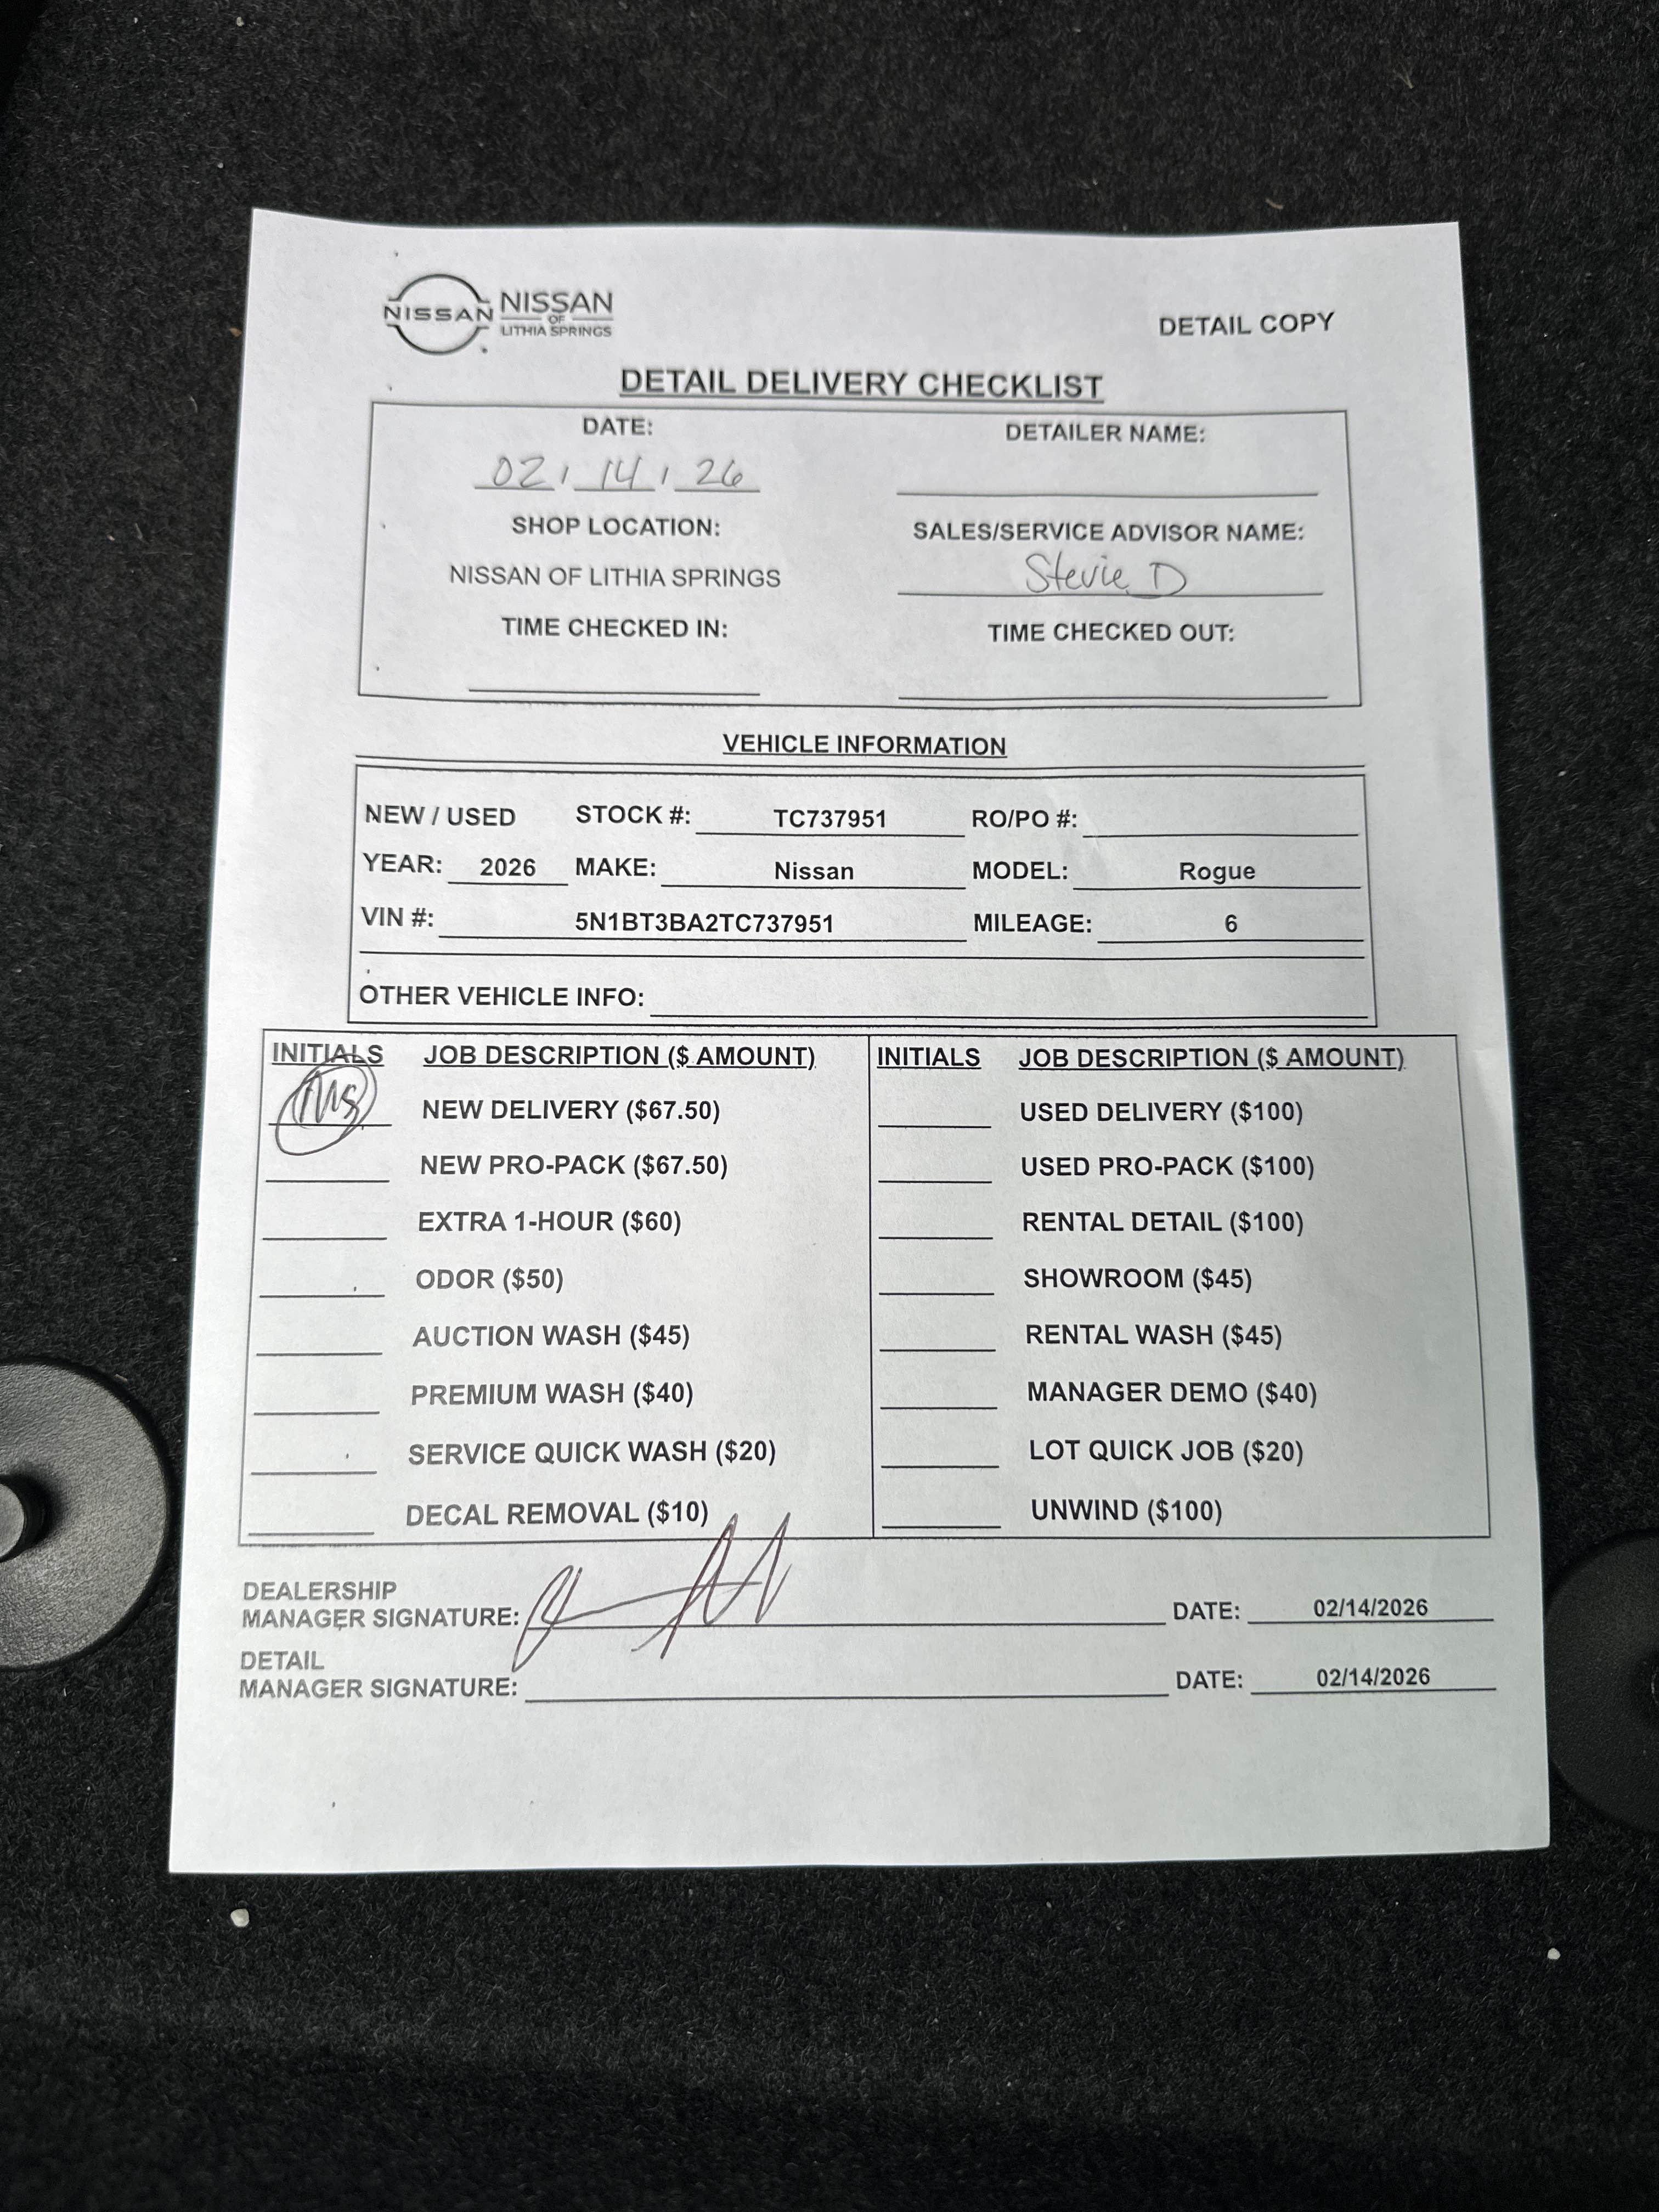 NISSAN NISSAN
OF
LITHIA SPRINGS
DETAIL COPY
DETAIL DELIVERY CHECKLIST
DATE: DETAILER NAME:
02/14/26
SHOP LOCATION: SALES/SERVICE ADVISOR NAME:
NISSAN OF LITHIA SPRINGS Stevie D
TIME CHECKED IN: TIME CHECKED OUT:
VEHICLE INFORMATION
NEW / USED STOCK #: TC737951 RO/PO #:
YEAR: 2026 MAKE: Nissan MODEL: Rogue
VIN #: 5N1BT3BA2TC737951 MILEAGE: 6
OTHER VEHICLE INFO:
INITIALS JOB DESCRIPTION ($ AMOUNT) INITIALS JOB DESCRIPTION ($ AMOUNT)
NEW DELIVERY ($67.50) USED DELIVERY ($100)
NEW PRO-PACK ($67.50) USED PRO-PACK ($100)
EXTRA 1-HOUR ($60) RENTAL DETAIL ($100)
ODOR ($50) SHOWROOM ($45)
AUCTION WASH ($45) RENTAL WASH ($45)
PREMIUM WASH ($40) MANAGER DEMO ($40)
SERVICE QUICK WASH ($20) LOT QUICK JOB ($20)
DECAL REMOVAL ($10) UNWIND ($100)
DEALERSHIP
MANAGER SIGNATURE: DATE: 02/14/2026
DETAIL
MANAGER SIGNATURE: DATE: 02/14/2026